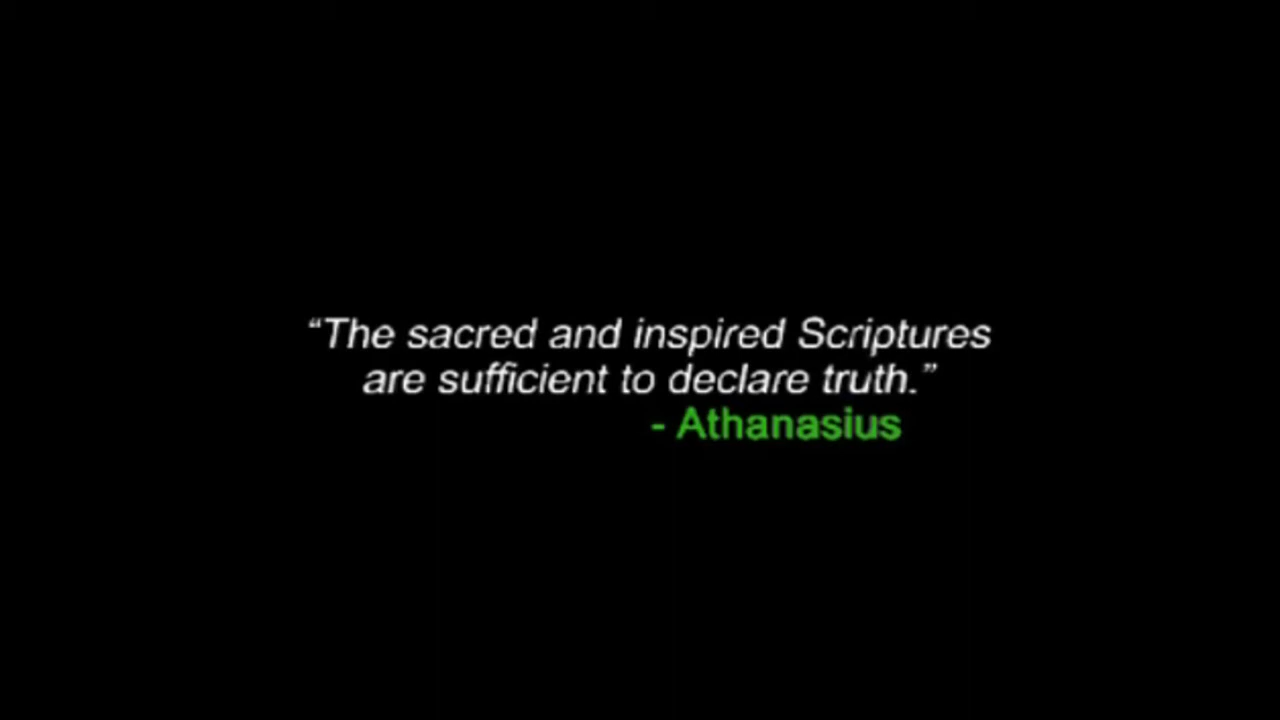 “The sacred and inspired Scriptures
are sufficient to declare truth.”
- Athanasius